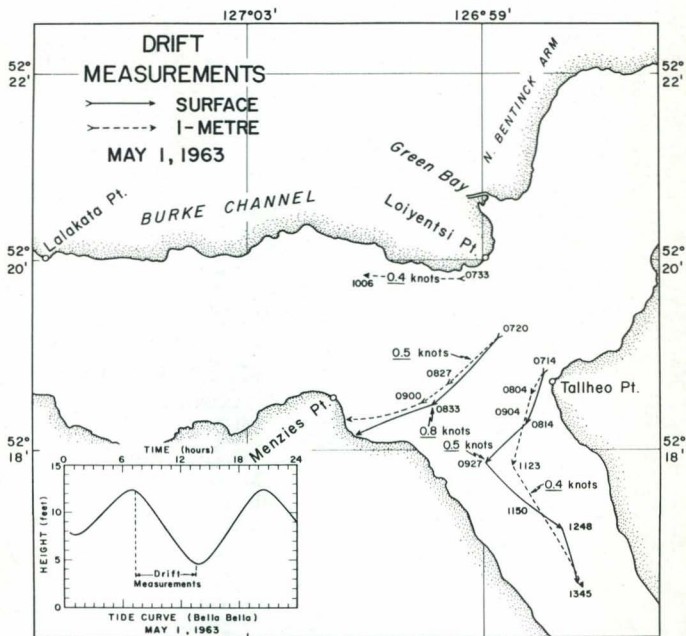 127°03'
126°59'
DRIFT
MEASUREMENTS
SURFACE
1-METRE
MAY 1, 1963
52°
22'
52°
22'
N. BENTINCK ARM
Green Bay
Loiyentsi Pt.
BURKE CHANNEL
Lalakata Pt.
52°
20'
52°
20'
1006
0.4 knots
0733
0720
0.5 knots
0714
0827
0804
Tallheo Pt.
0900
0833
0904
0814
Menzies Pt.
0.8 knots
0.5 knots
52°
18'
52°
18'
0927
1123
0.4 knots
1150
1248
1345
TIME (hours)
0 6 12 18 24
HEIGHT (feet)
15
10
5
0
Drift
Measurements
TIDE CURVE (Bella Bella)
MAY 1, 1963